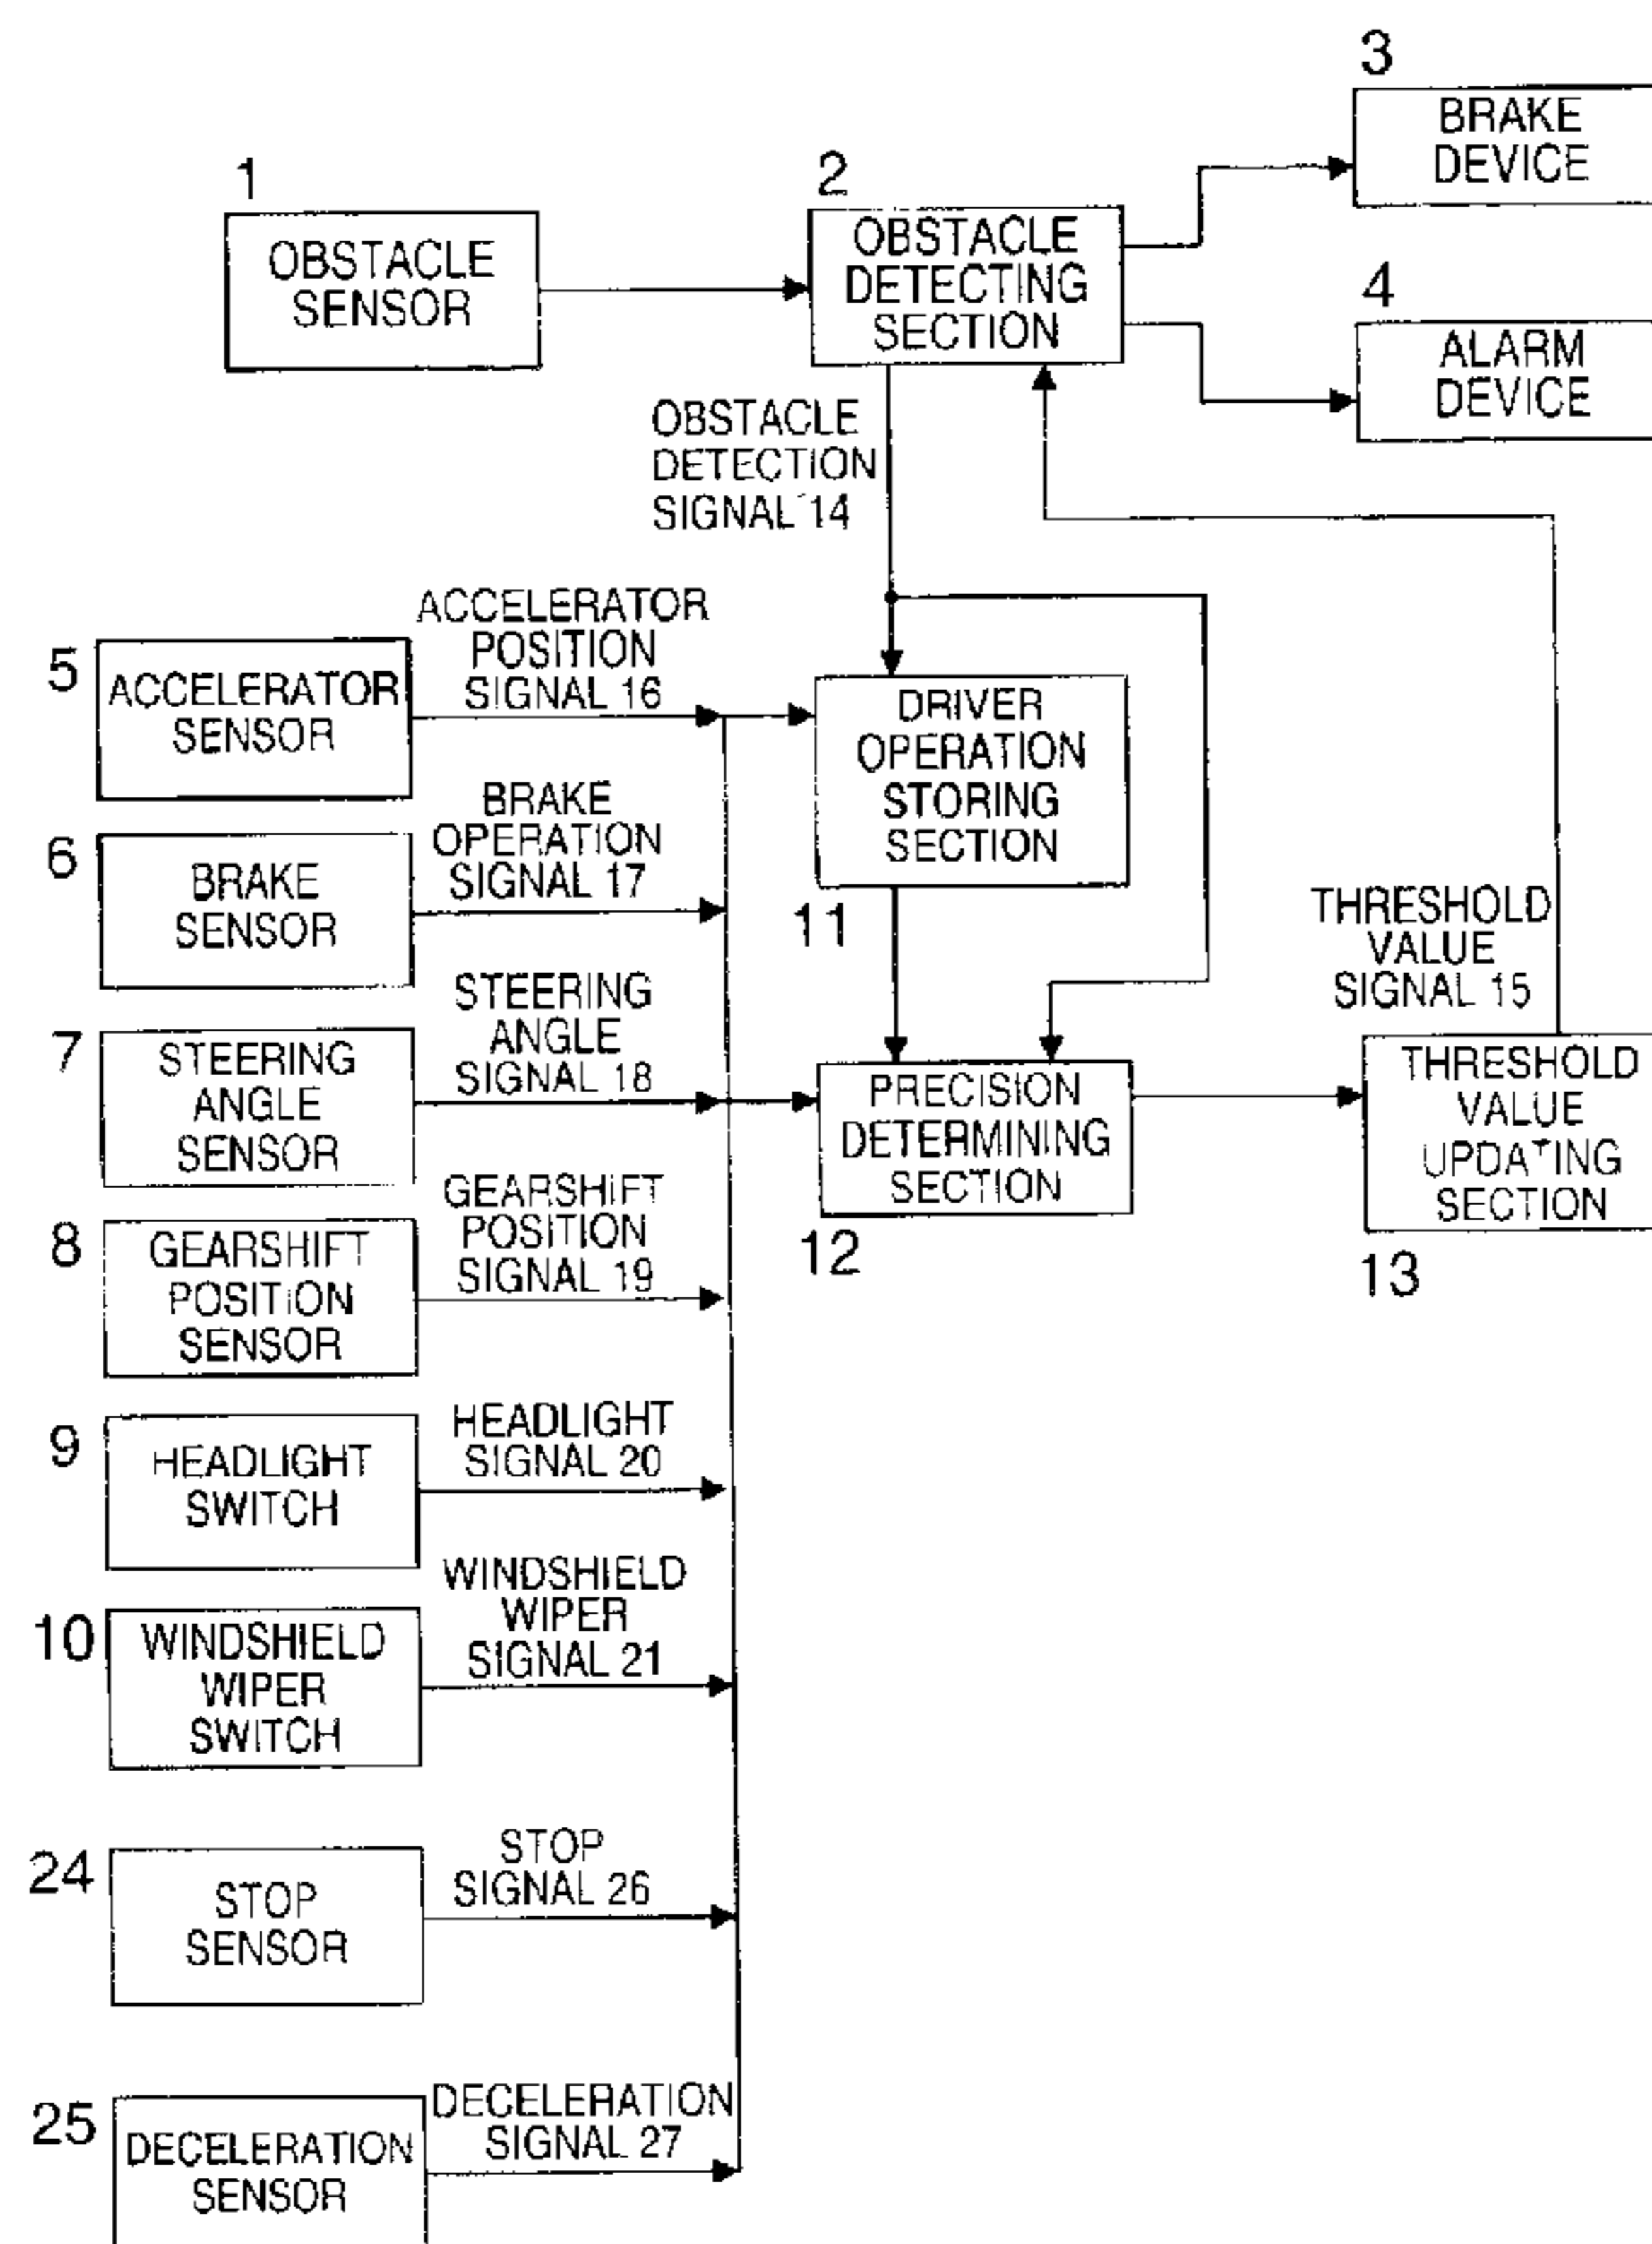 3
BRAKE
DEVICE
1
OBSTACLE
SENSOR
2
OBSTACLE
DETECTING
SECTION
4
ALARM
DEVICE
OBSTACLE
DETECTION
SIGNAL 14
5
ACCELERATOR
SENSOR
ACCELERATOR
POSITION
SIGNAL 16
DRIVER
OPERATION
STORING
SECTION
11
6
BRAKE
SENSOR
BRAKE
OPERATION
SIGNAL 17
THRESHOLD
VALUE
SIGNAL 15
7
STEERING
ANGLE
SENSOR
STEERING
ANGLE
SIGNAL 18
PRECISION
DETERMINING
SECTION
12
THRESHOLD
VALUE
UPDATING
SECTION
13
8
GEARSHIFT
POSITION
SENSOR
GEARSHIFT
POSITION
SIGNAL 19
9
HEADLIGHT
SWITCH
HEADLIGHT
SIGNAL 20
10
WINDSHIELD
WIPER
SWITCH
WINDSHIELD
WIPER
SIGNAL 21
24
STOP
SENSOR
STOP
SIGNAL 26
25
DECELERATION
SENSOR
DECELERATION
SIGNAL 27